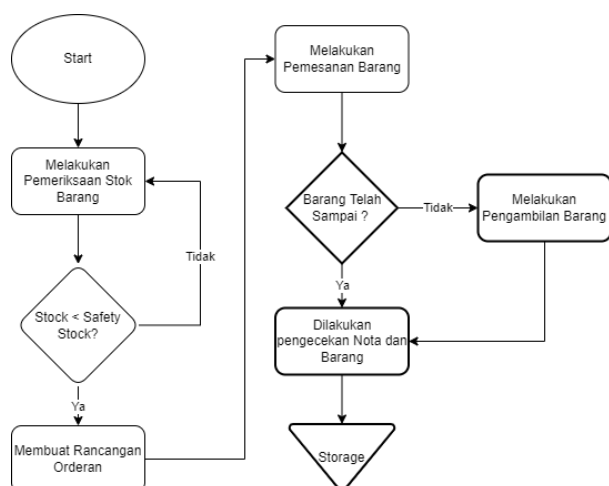 Start
Melakukan
Pemeriksaan Stok
Barang
Tidak
Stock < Safety
Stock?
Ya
Membuat Rancangan
Orderan
Melakukan
Pemesanan Barang
Barang Telah
Sampai ?
Tidak
Melakukan
Pengambilan Barang
Ya
Dilakukan
pengecekan Nota dan
Barang
Storage